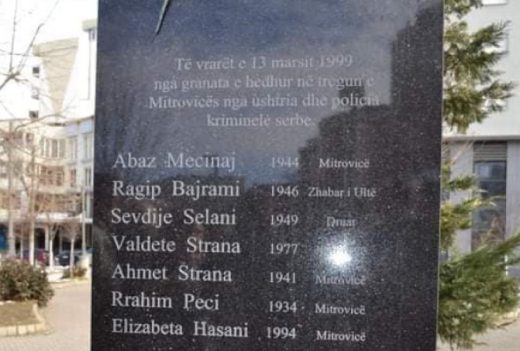 Të vrarët e 13 marsit 1999
nga granata e hedhur në tregun e
Mitrovicës nga ushtria dhe policia
kriminelë serbe.
Abaz Mecinaj 1944 Mitrovicë
Ragip Bajrami 1946 Zhabar i Ultë
Sevdije Selani 1949 Druar
Valdete Strana 1977
Ahmet Strana 1941 Mitrovicë
Rrahim Peci 1934 Mitrovicë
Elizabeta Hasani 1994 Mitrovicë